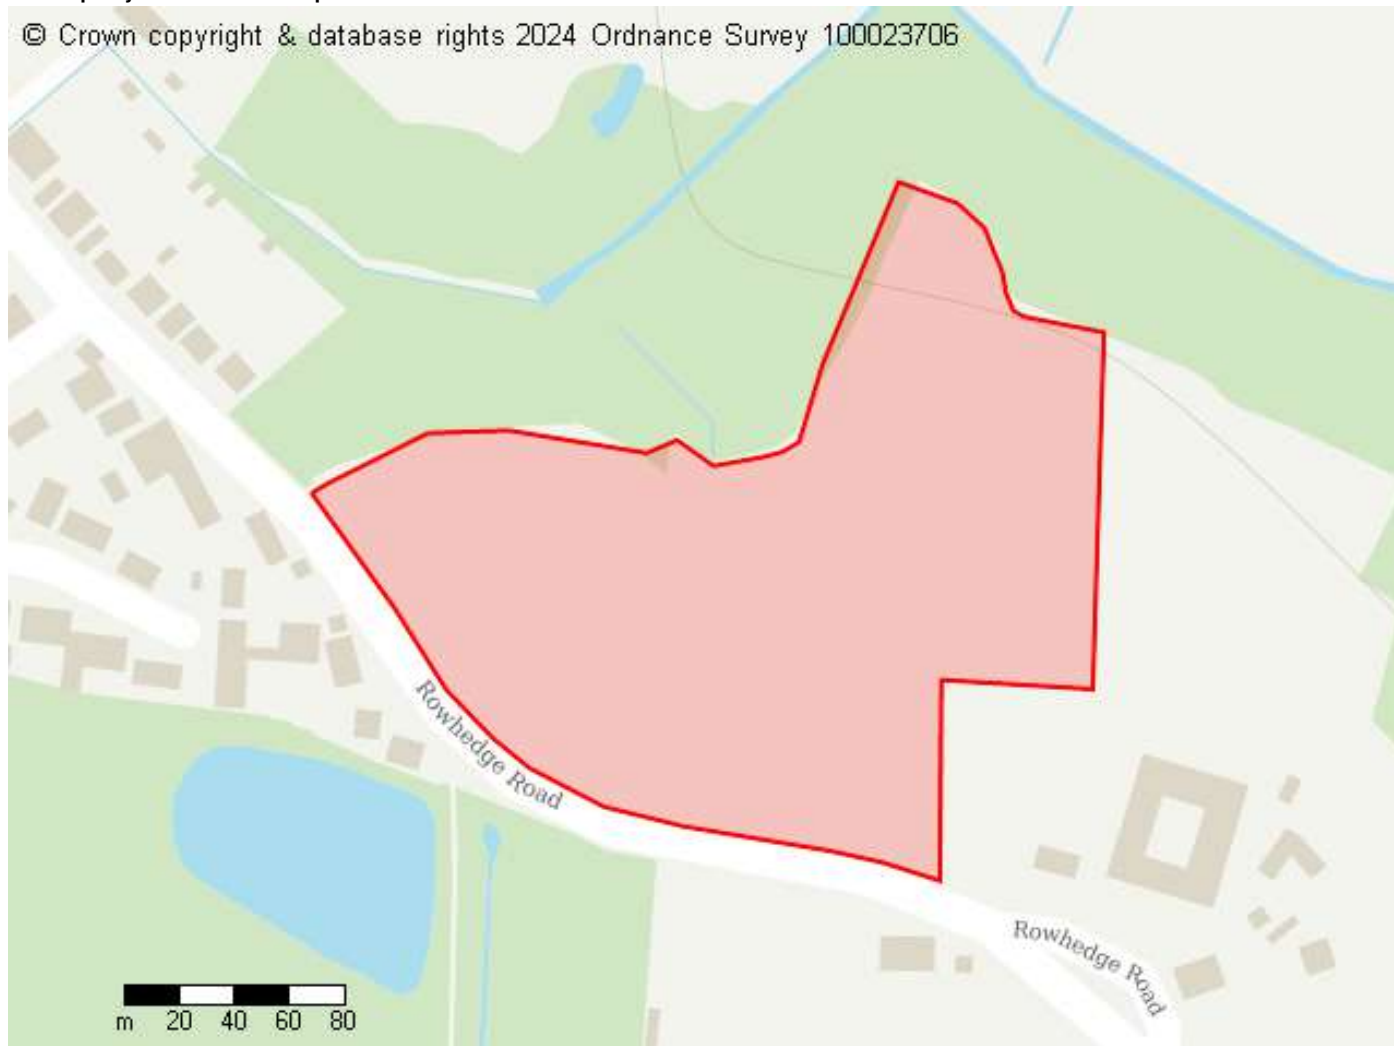 © Crown copyright & database rights 2024 Ordnance Survey 100023706
Rowhedge Road
Rowhedge Road
m 20 40 60 80